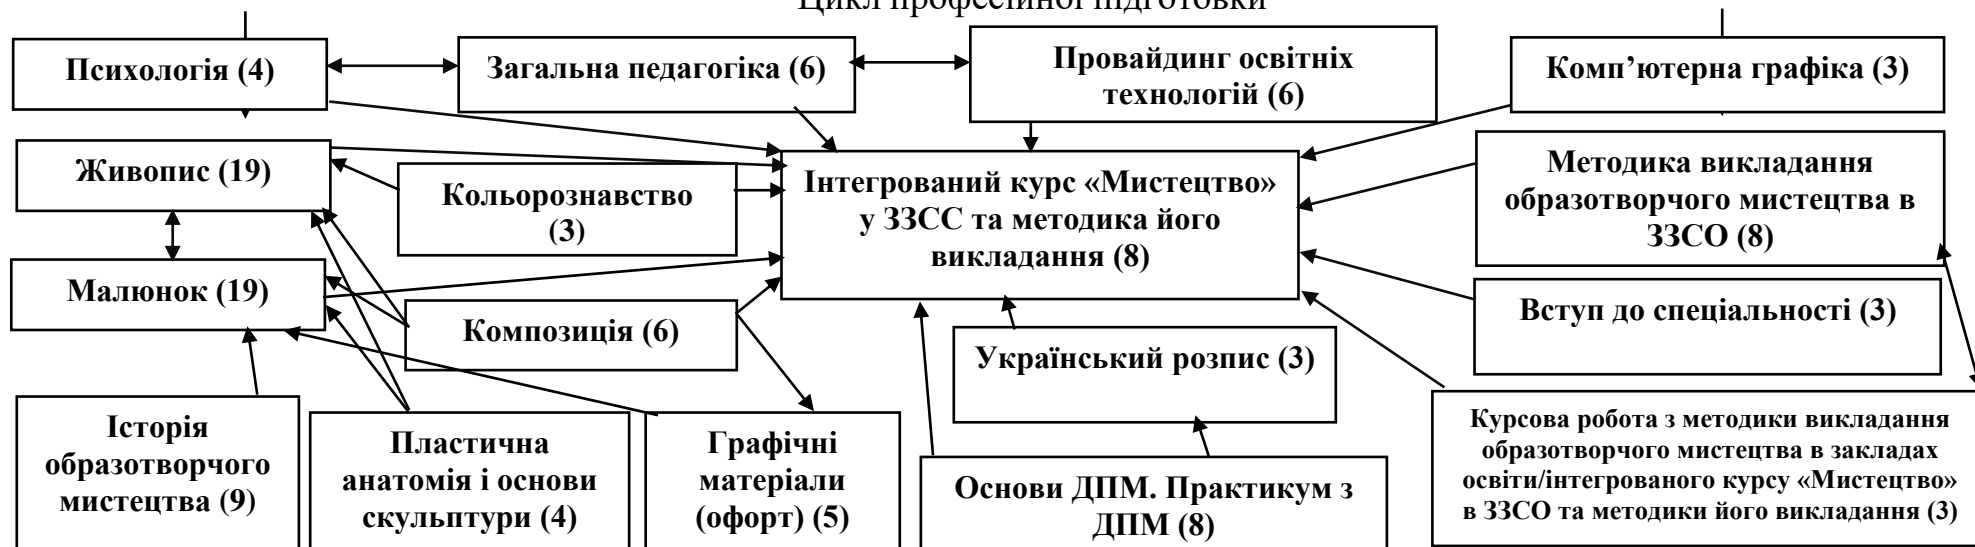 Цикл професійної підготовки
Психологія (4)
Загальна педагогіка (6)
Провайдинг освітніх
технологій (6)
Комп’ютерна графіка (3)
Живопис (19)
Кольорознавство
(3)
Інтегрований курс «Мистецтво»
у ЗЗСС та методика його
викладання (8)
Методика викладання
образотворчого мистецтва в
ЗЗСО (8)
Малюнок (19)
Композиція (6)
Український розпис (3)
Вступ до спеціальності (3)
Історія
образотворчого
мистецтва (9)
Пластична
анатомія і основи
скульптури (4)
Графічні
матеріали
(офорт) (5)
Основи ДПМ. Практикум з
ДПМ (8)
Курсова робота з методики викладання
образотворчого мистецтва в закладах
освіти/інтегрованого курсу «Мистецтво»
в ЗЗСО та методики його викладання (3)